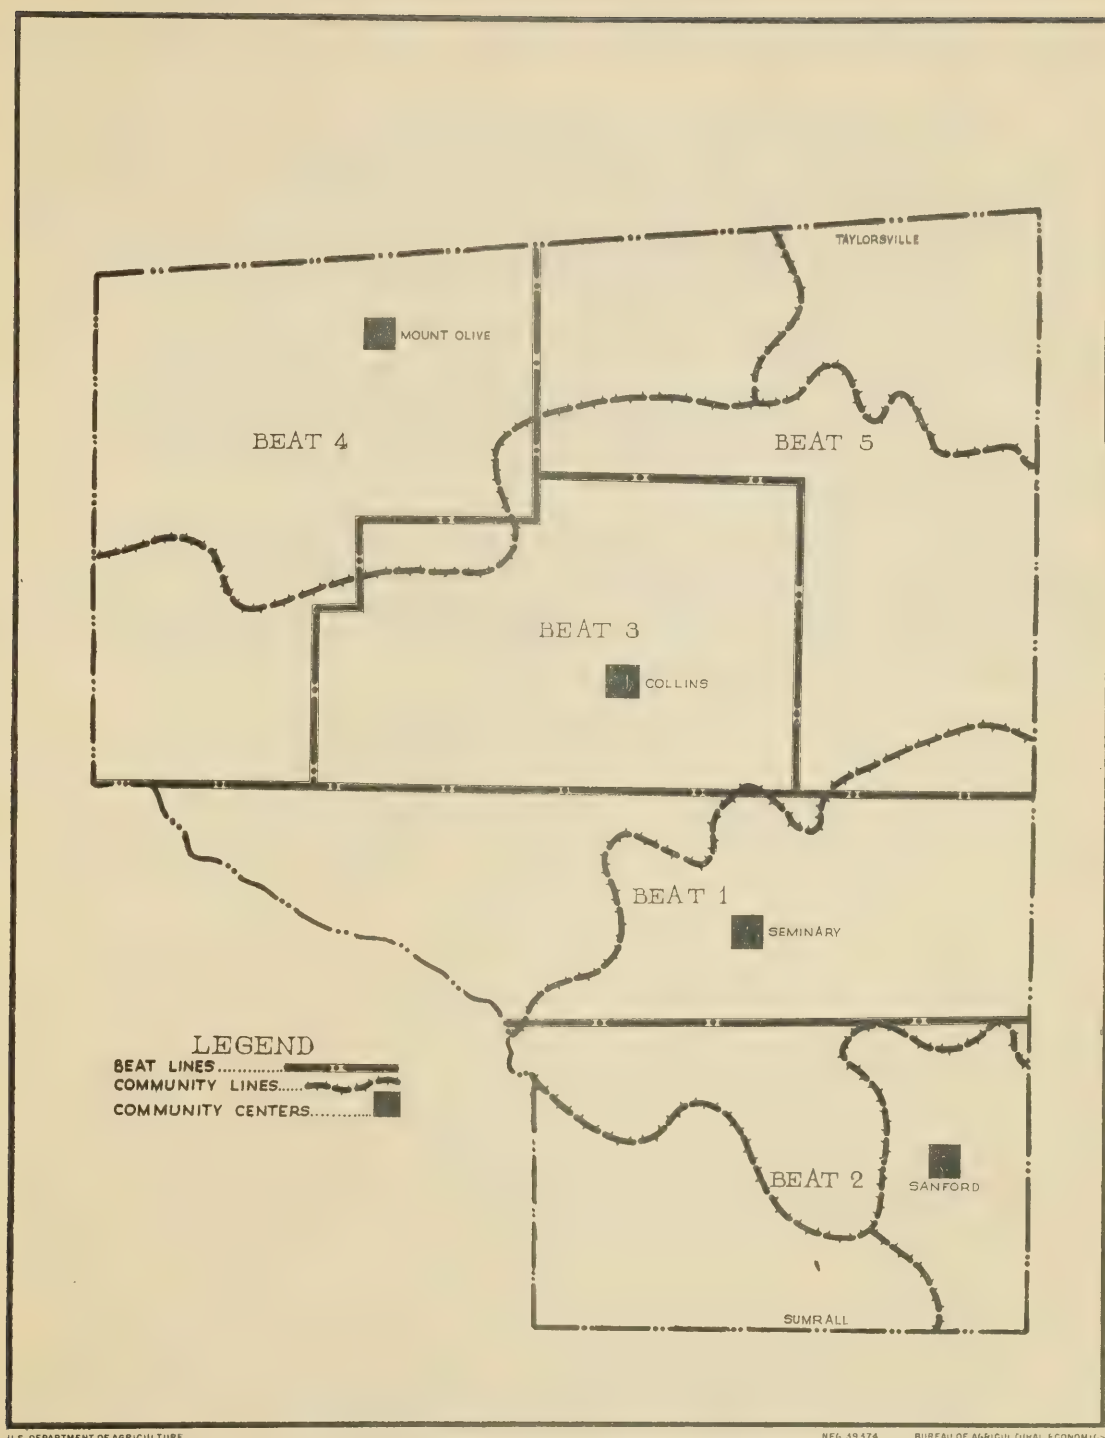 TAYLORSVILLE
MOUNT OLIVE
BEAT 4
BEAT 5
BEAT 3
COLLINS
BEAT 1
SEMINARY
LEGEND
BEAT LINES............
COMMUNITY LINES......
COMMUNITY CENTERS............
BEAT 2
SANFORD
SUMRALL
U.S. DEPARTMENT OF AGRICULTURE
NEG. BUREAU OF AGRICULTURAL ECONOMICS